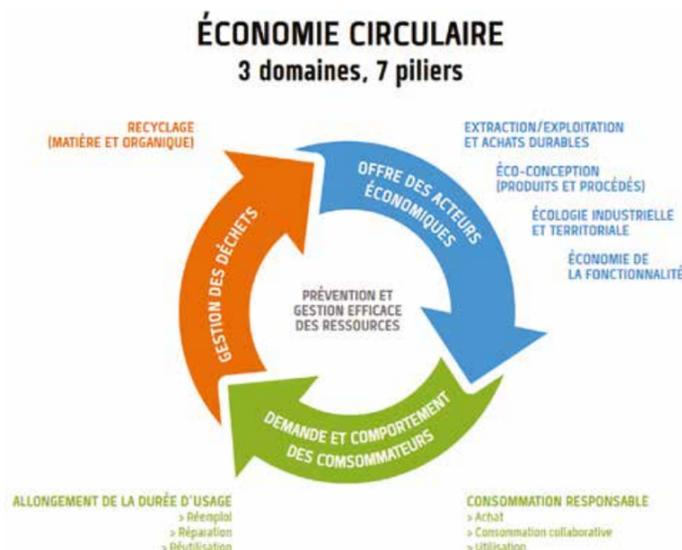 ÉCONOMIE CIRCULAIRE
3 domaines, 7 piliers
RECYCLAGE
(MATIÈRE ET ORGANIQUE)
EXTRACTION/EXPLOITATION
ET ACHATS DURABLES
ÉCO-CONCEPTION
(PRODUITS ET PROCÉDÉS)
ÉCOLOGIE INDUSTRIELLE
ET TERRITORIALE
ÉCONOMIE DE
LA FONCTIONNALITÉ
OFFRE DES ACTEURS
ÉCONOMIQUES
GESTION DES DÉCHETS
PRÉVENTION ET
GESTION EFFICACE
DES RESSOURCES
DEMANDE ET COMPORTEMENT
DES COMSOMMATEURS
ALLONGEMENT DE LA DURÉE D'USAGE
> Réemploi
> Réparation
> Réutilisation
CONSOMMATION RESPONSABLE
> Achat
> Consommation collaborative
> Utilisation